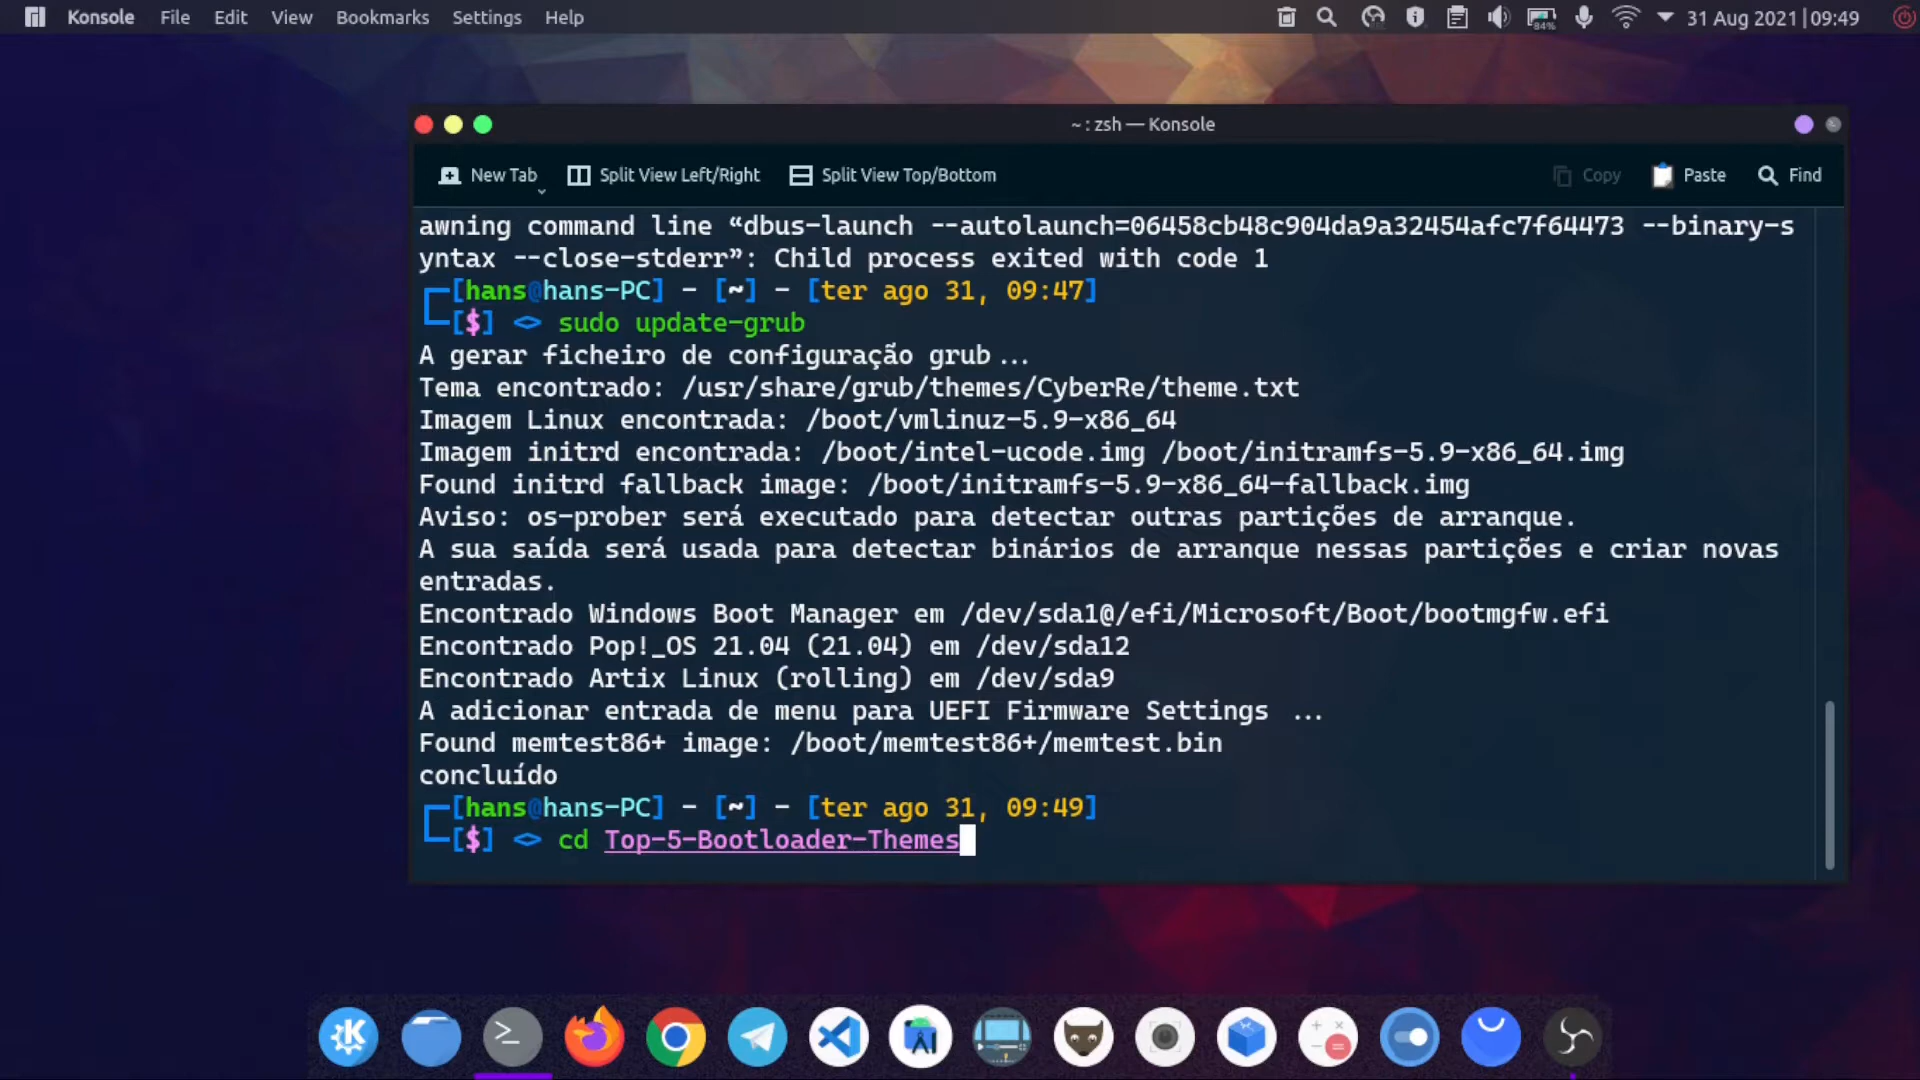 Konsole File Edit View Bookmarks Settings Help 84% 31 Aug 2021|09:49
~ : zsh — Konsole
New Tab Split View Left/Right Split View Top/Bottom Copy Paste Find
awning command line “dbus-launch --autolaunch=06458cb48c904da9a32454afc7f64473 --binary-s
yntax --close-stderr”: Child process exited with code 1
[hans@hans-PC] - [~] - [ter ago 31, 09:47]
[$] <> sudo update-grub
A gerar ficheiro de configuração grub...
Tema encontrado: /usr/share/grub/themes/CyberRe/theme.txt
Imagem Linux encontrada: /boot/vmlinuz-5.9-x86_64
Imagem initrd encontrada: /boot/intel-ucode.img /boot/initramfs-5.9-x86_64.img
Found initrd fallback image: /boot/initramfs-5.9-x86_64-fallback.img
Aviso: os-prober será executado para detectar outras partições de arranque.
A sua saída será usada para detectar binários de arranque nessas partições e criar novas
entradas.
Encontrado Windows Boot Manager em /dev/sda1@/efi/Microsoft/Boot/bootmgfw.efi
Encontrado Pop!_OS 21.04 (21.04) em /dev/sda12
Encontrado Artix Linux (rolling) em /dev/sda9
A adicionar entrada de menu para UEFI Firmware Settings ...
Found memtest86+ image: /boot/memtest86+/memtest.bin
concluído
[hans@hans-PC] - [~] - [ter ago 31, 09:49]
[$] <> cd Top-5-Bootloader-Themes